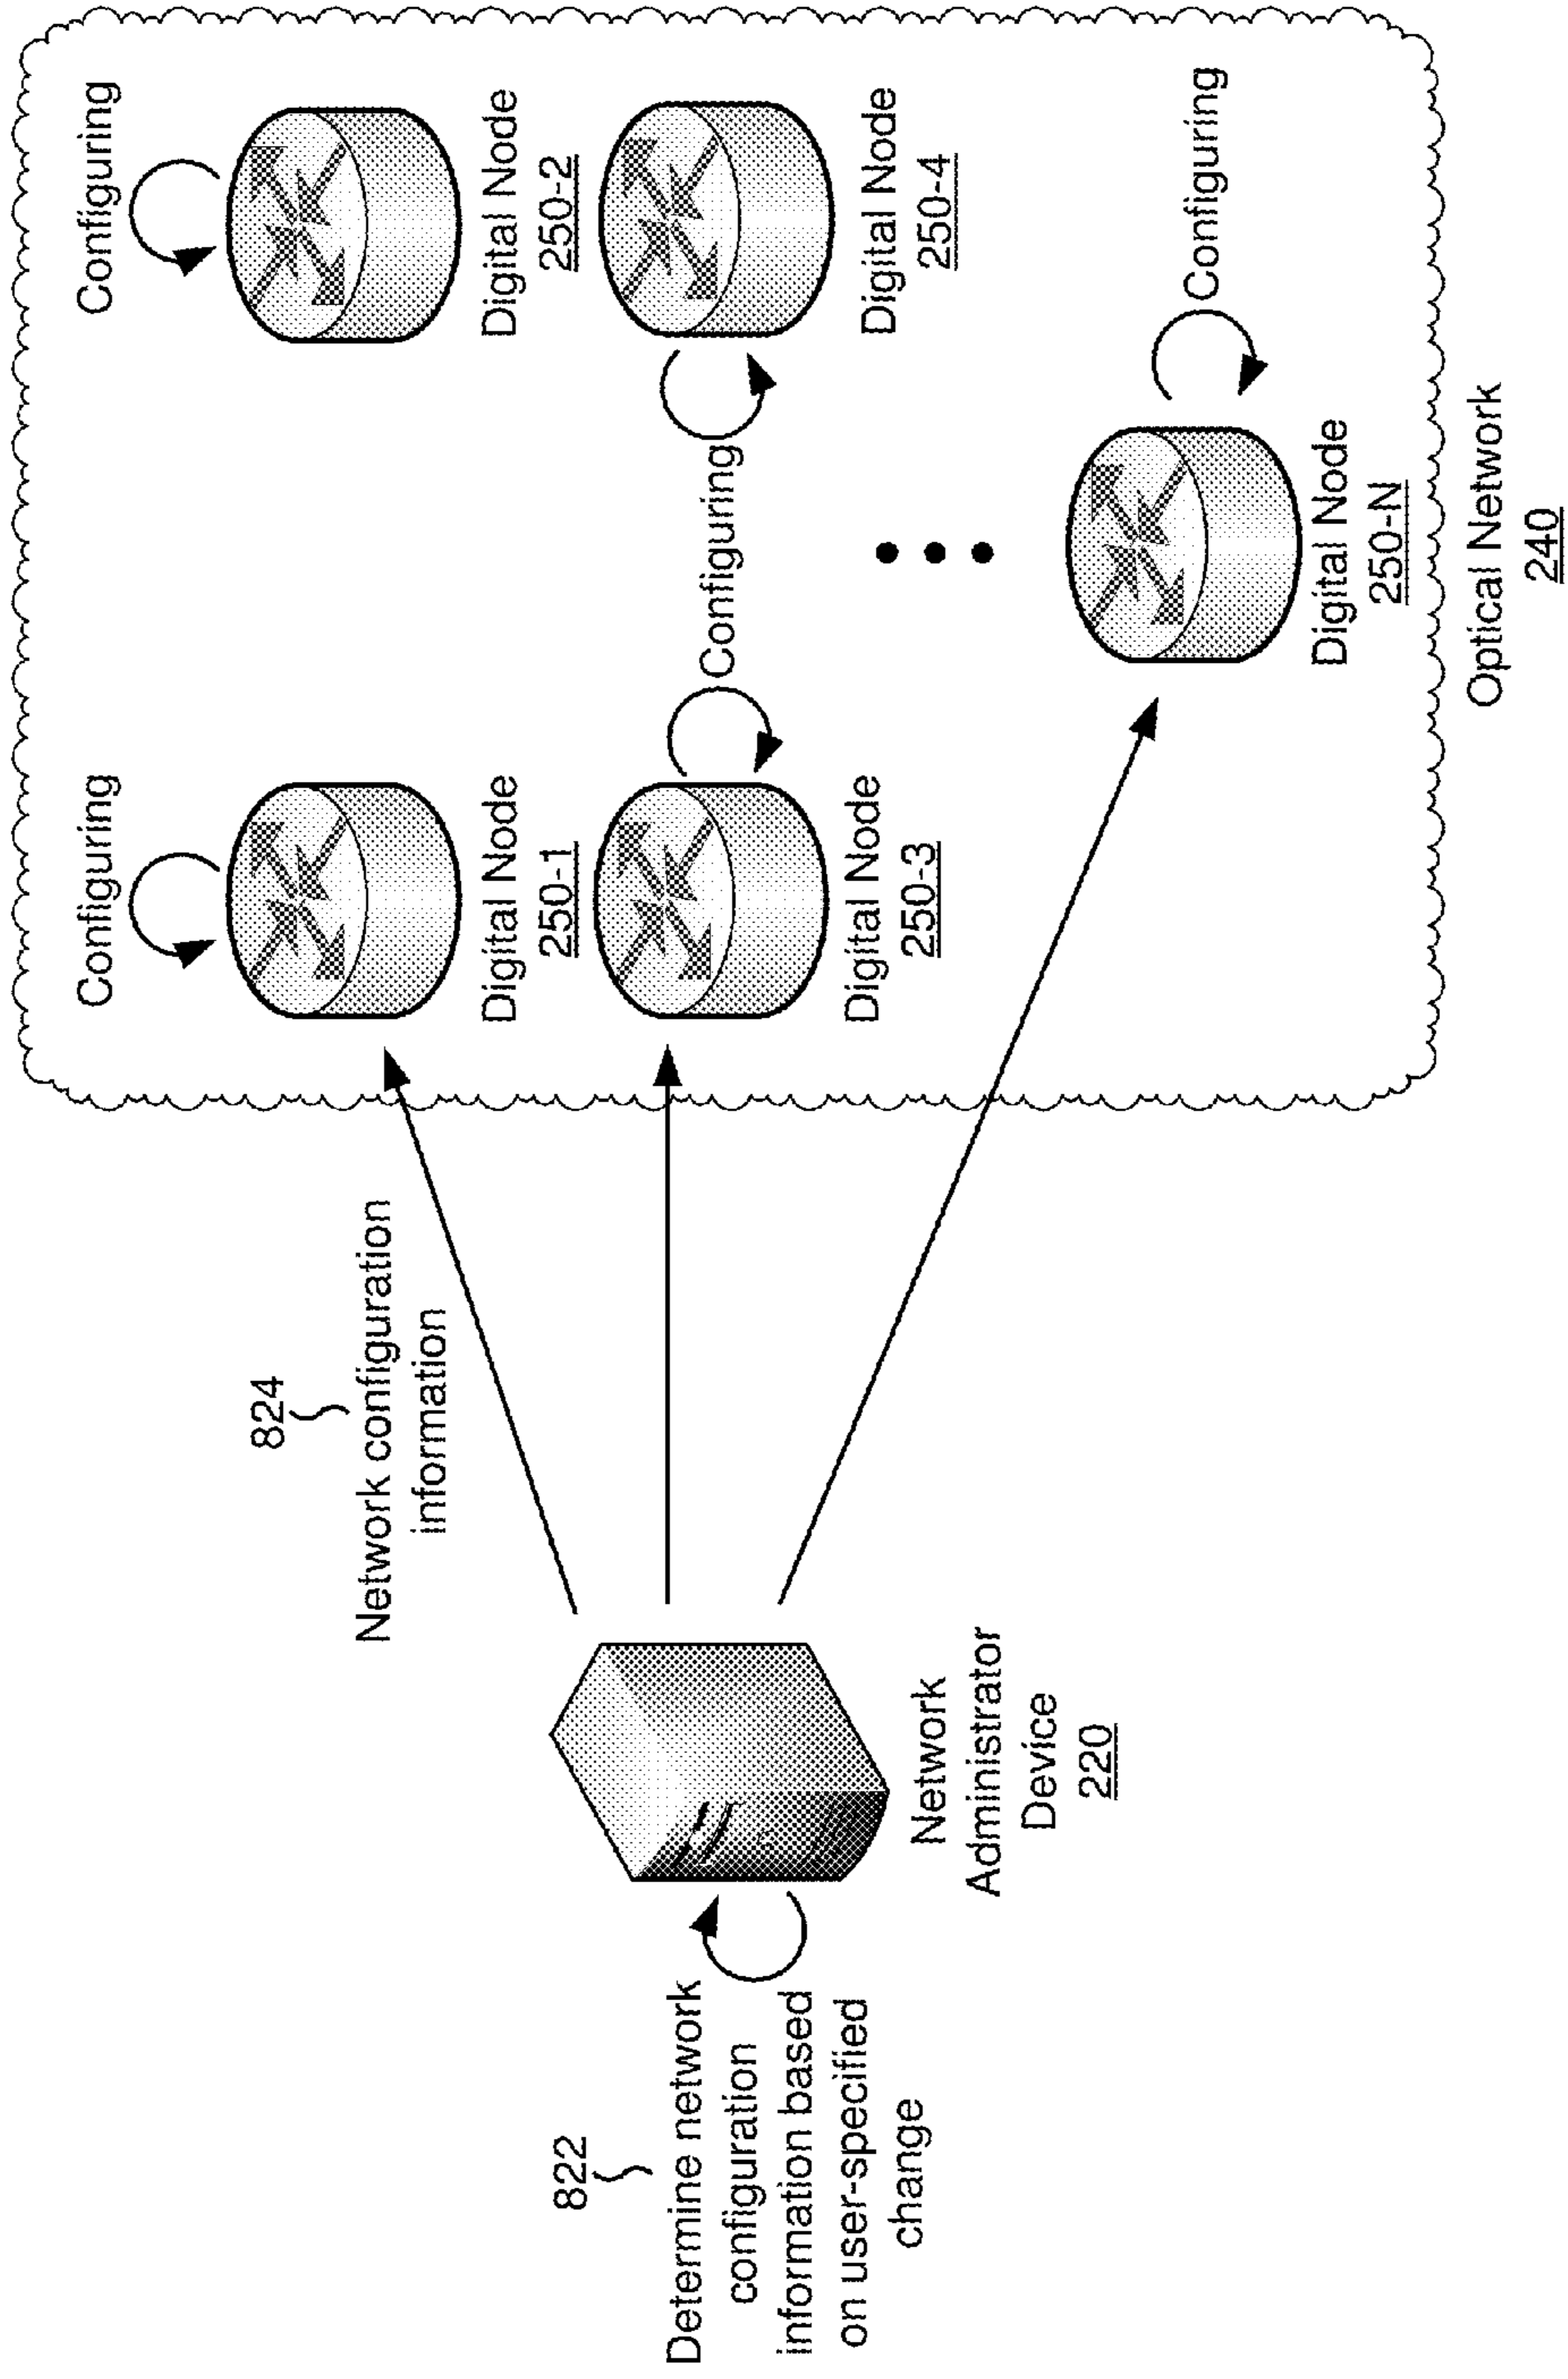 822
Determine network
configuration
information based
on user-specified
change
Network
Administrator
Device
220
824
Network configuration
information
Configuring
Digital Node
250-1
Configuring
Digital Node
250-2
Digital Node
250-3
Configuring
Digital Node
250-4
Digital Node
250-N
Configuring
Optical Network
240